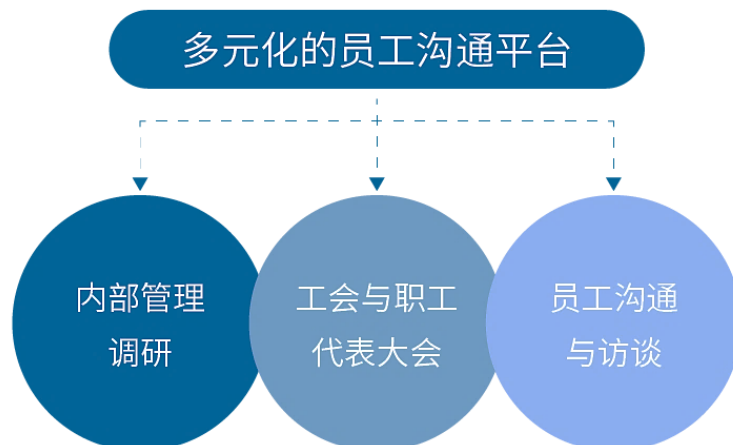 多元化的员工沟通平台
内部管理
调研
工会与职工
代表大会
员工沟通
与访谈